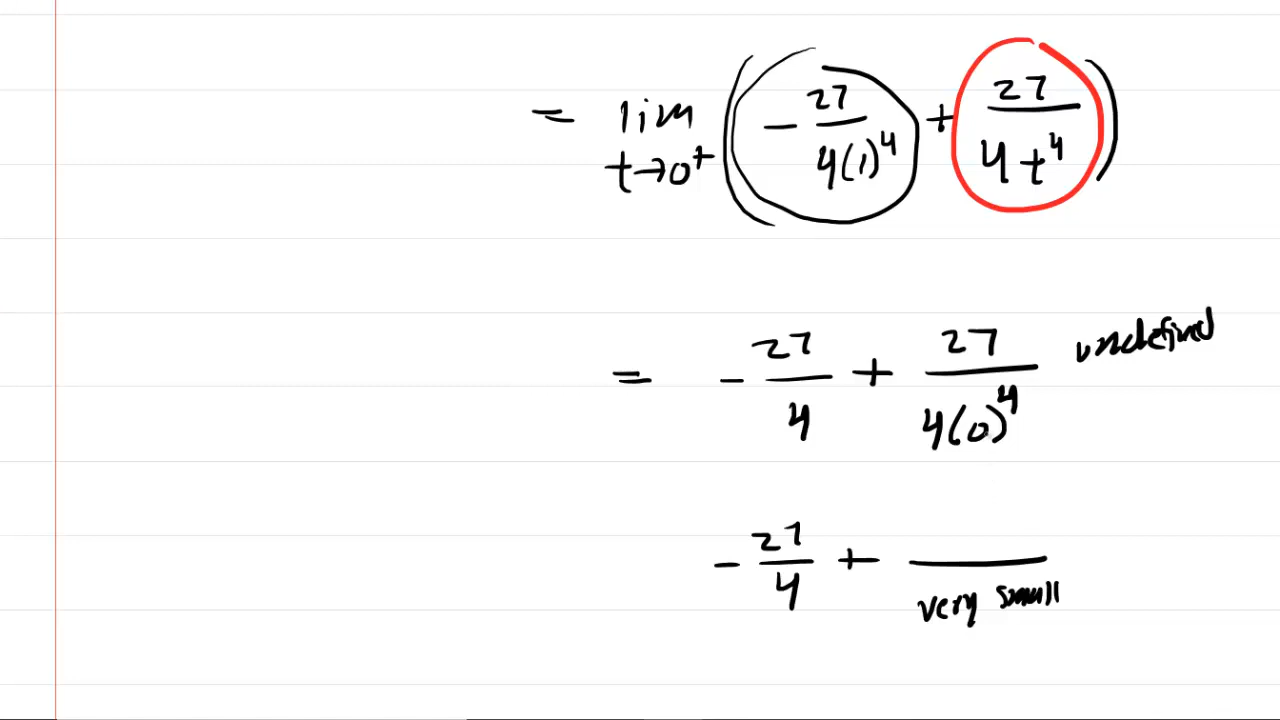 = lim t→0⁺ ( - 27/4(1)⁴ + 27/4t⁴ )
= - 27/4 + 27/4(0)⁴ undefined
- 27/4 + ___/very small